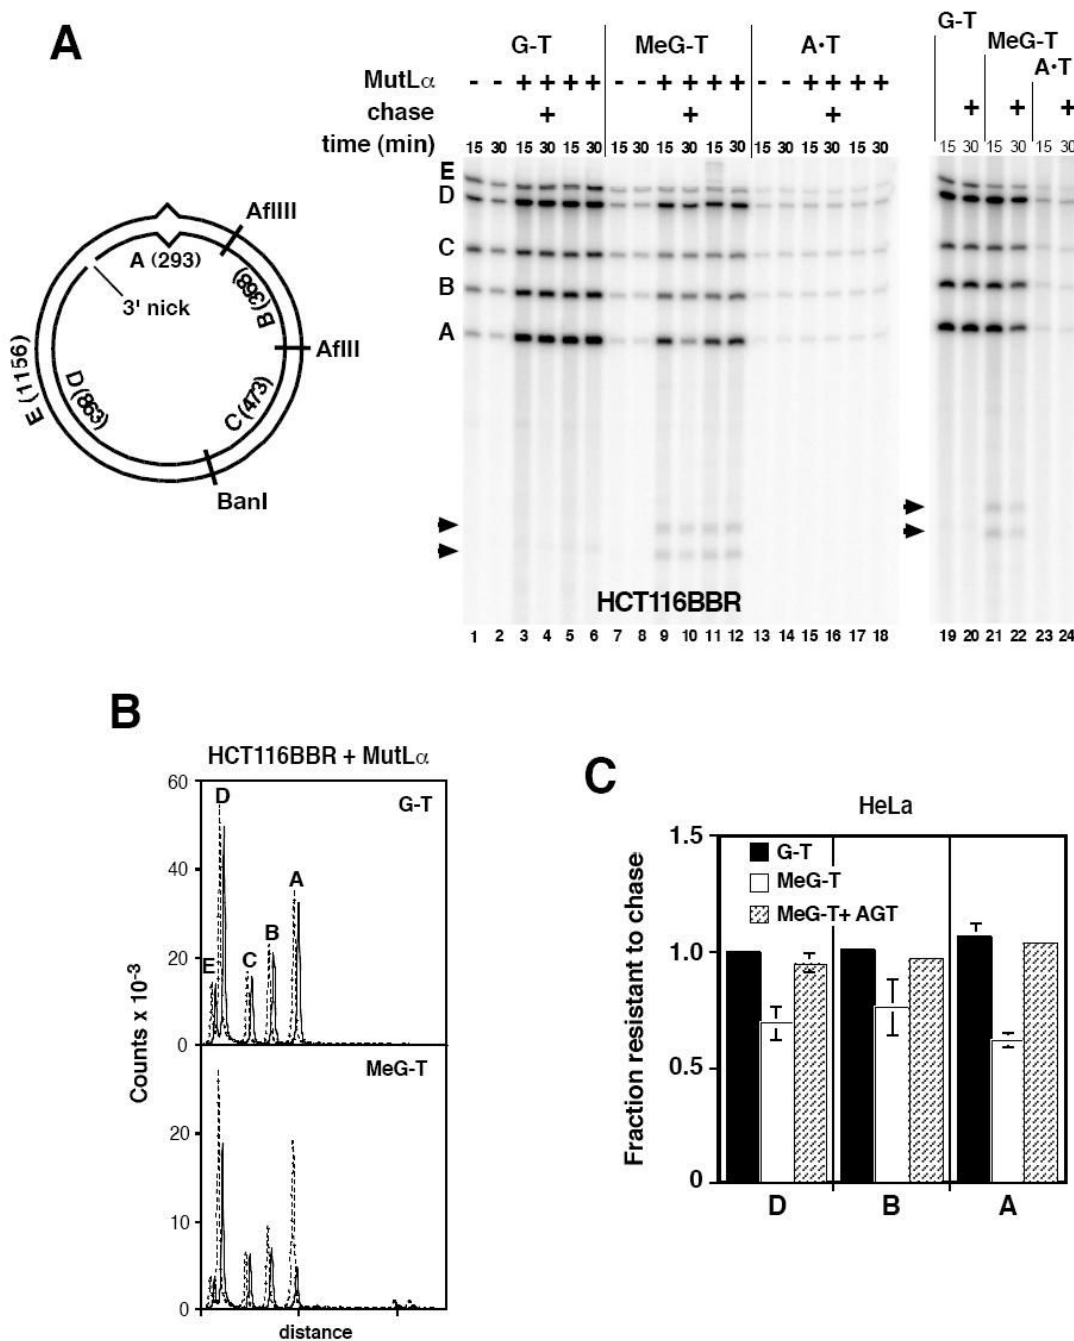 A
G-T
MeG-T
A•T
MutLα - - + + + + - - + + + + - - + + + +
chase + + +
time (min) 15 30 15 30 15 30 15 30 15 30 15 30 15 30 15 30 15 30
E
D
C
B
A
HCT116BBR
1 2 3 4 5 6 7 8 9 10 11 12 13 14 15 16 17 18
G-T
MeG-T
A•T
+ + +
15 30 15 30 15 30
19 20 21 22 23 24
AflIII
A (293)
3' nick
B (368)
AflII
E (1156)
D (863)
C (473)
BanI
B
HCT116BBR + MutLα
60
40
20
0
G-T
D
E
C
B
A
Counts x 10-3
MeG-T
20
10
0
distance
C
HeLa
1.5
1.0
0.5
0
Fraction resistant to chase
G-T
MeG-T
MeG-T+ AGT
D B A